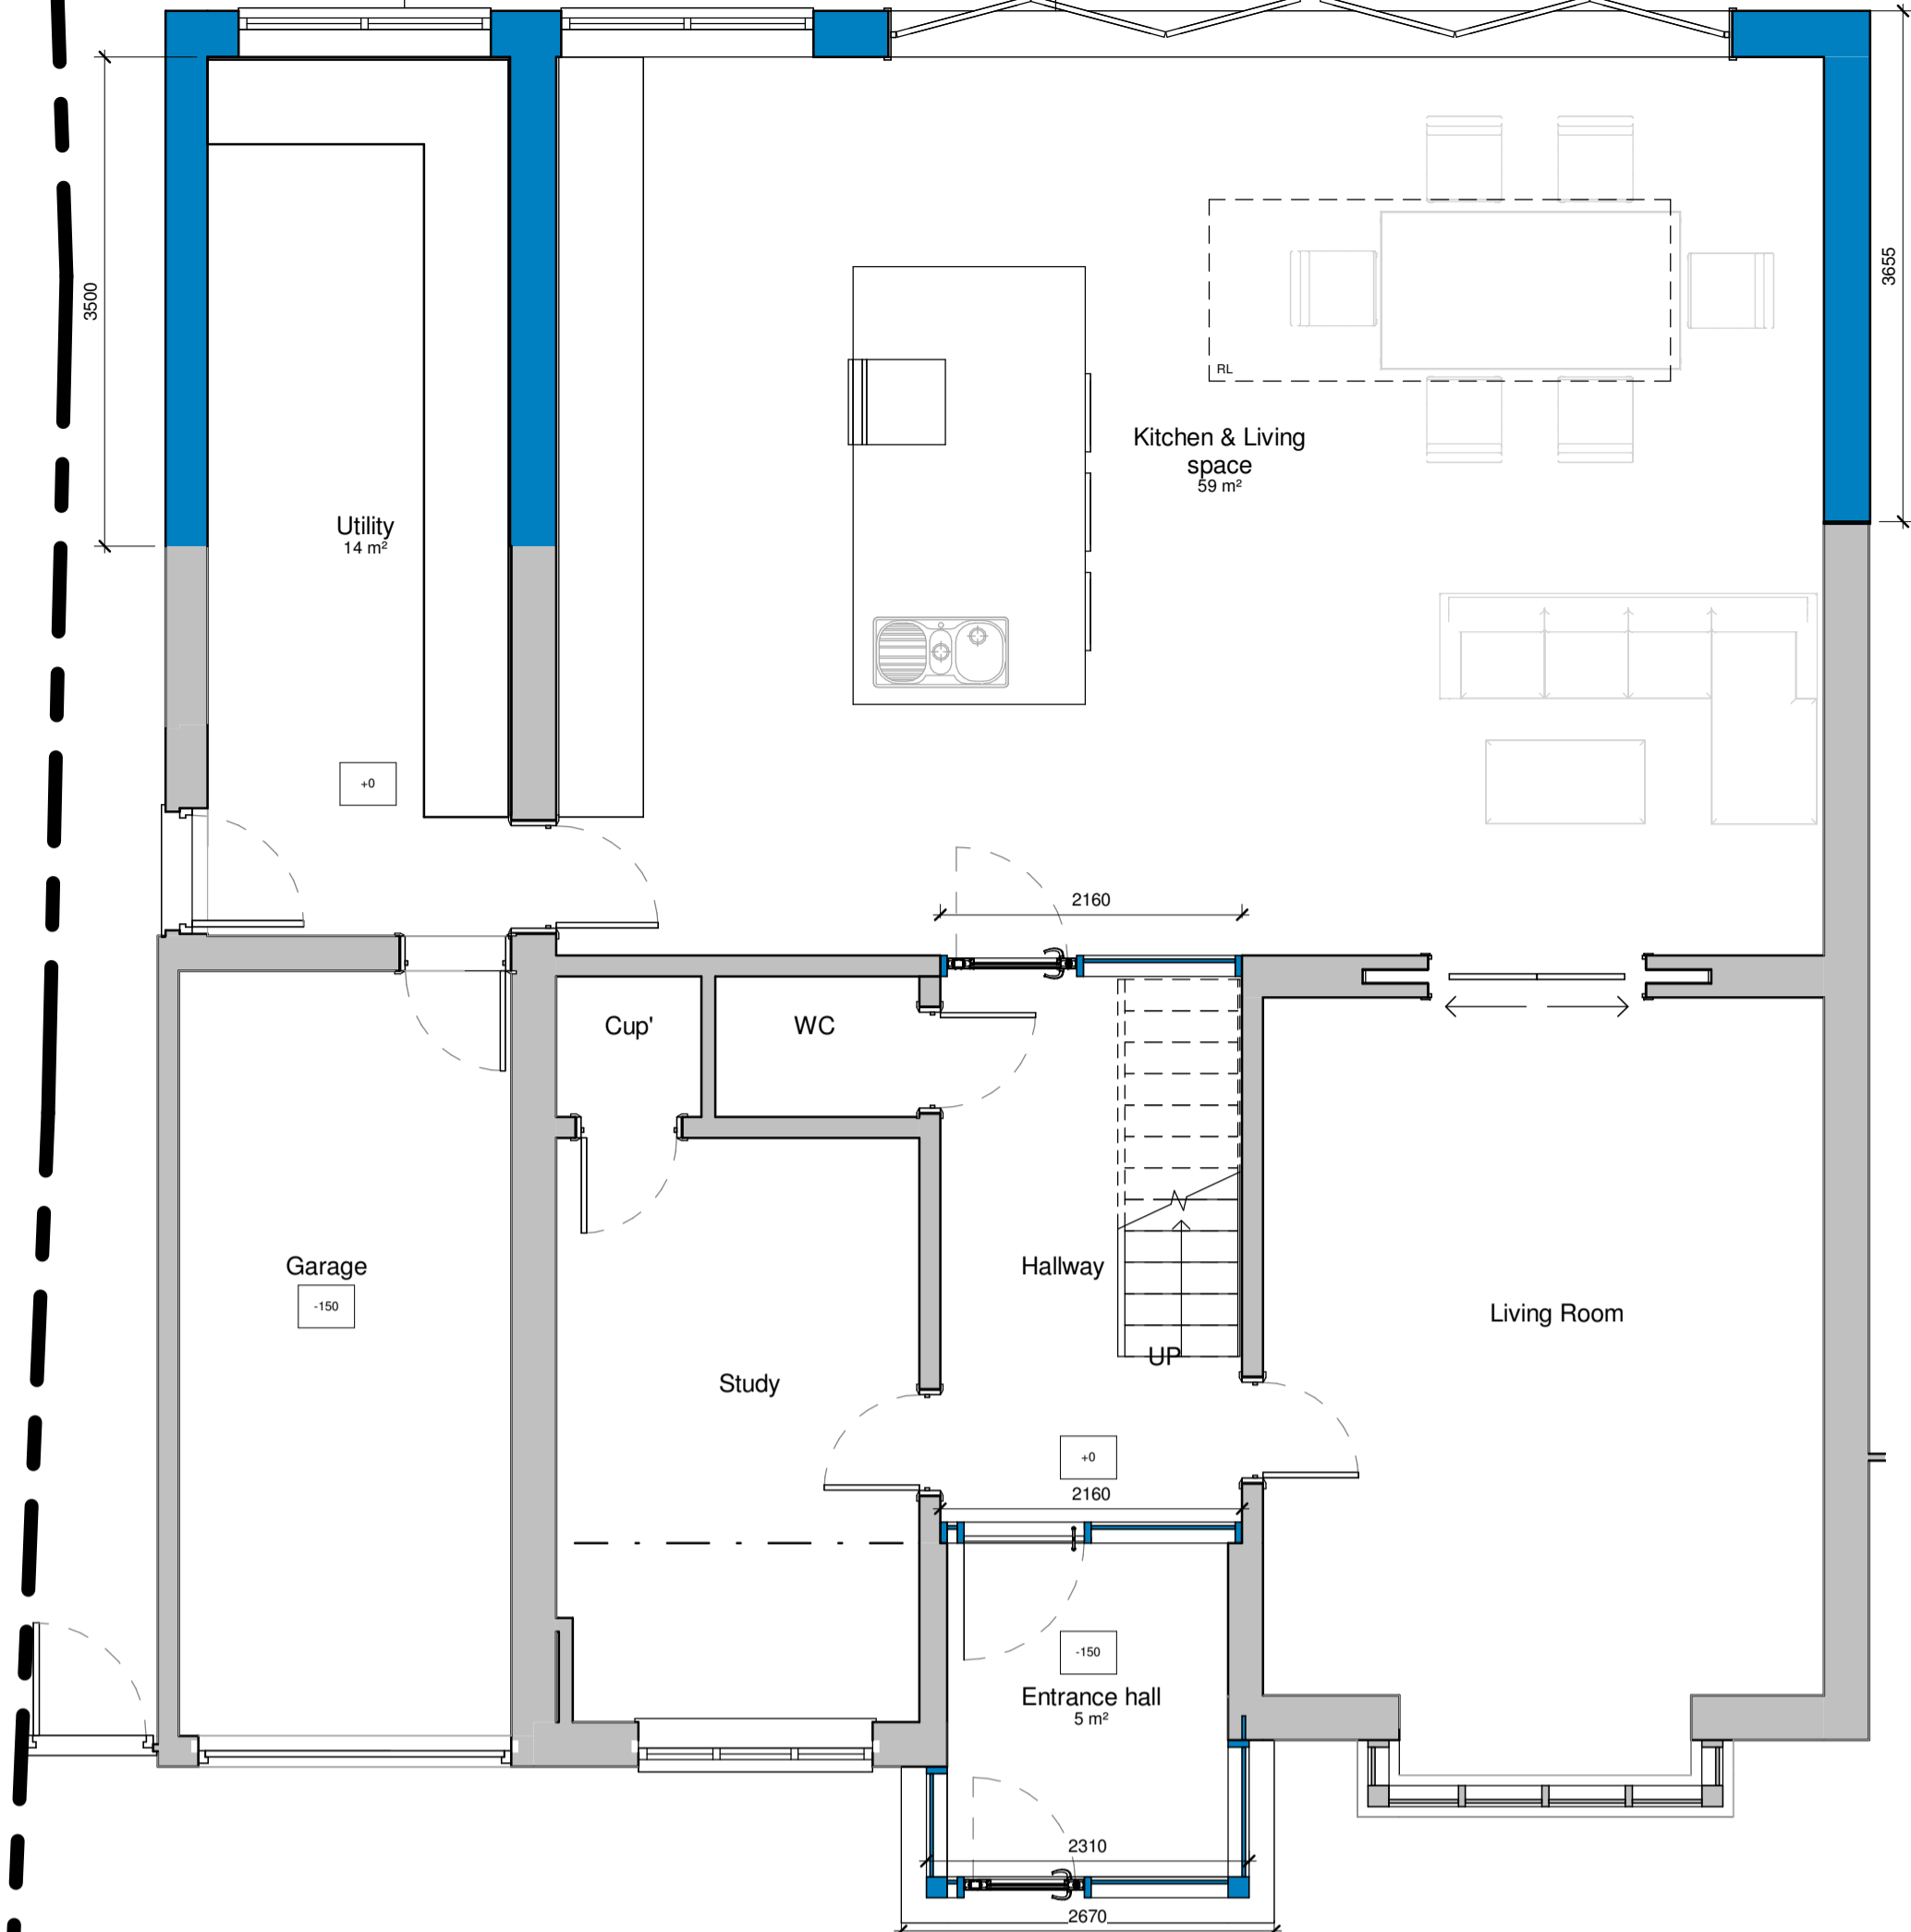 3500
3655
RL
Kitchen & Living
space
59 m²
Utility
14 m²
+0
2160
Cup'
WC
Garage
-150
Hallway
Living Room
UP
Study
+0
2160
-150
Entrance hall
5 m²
2310
2670